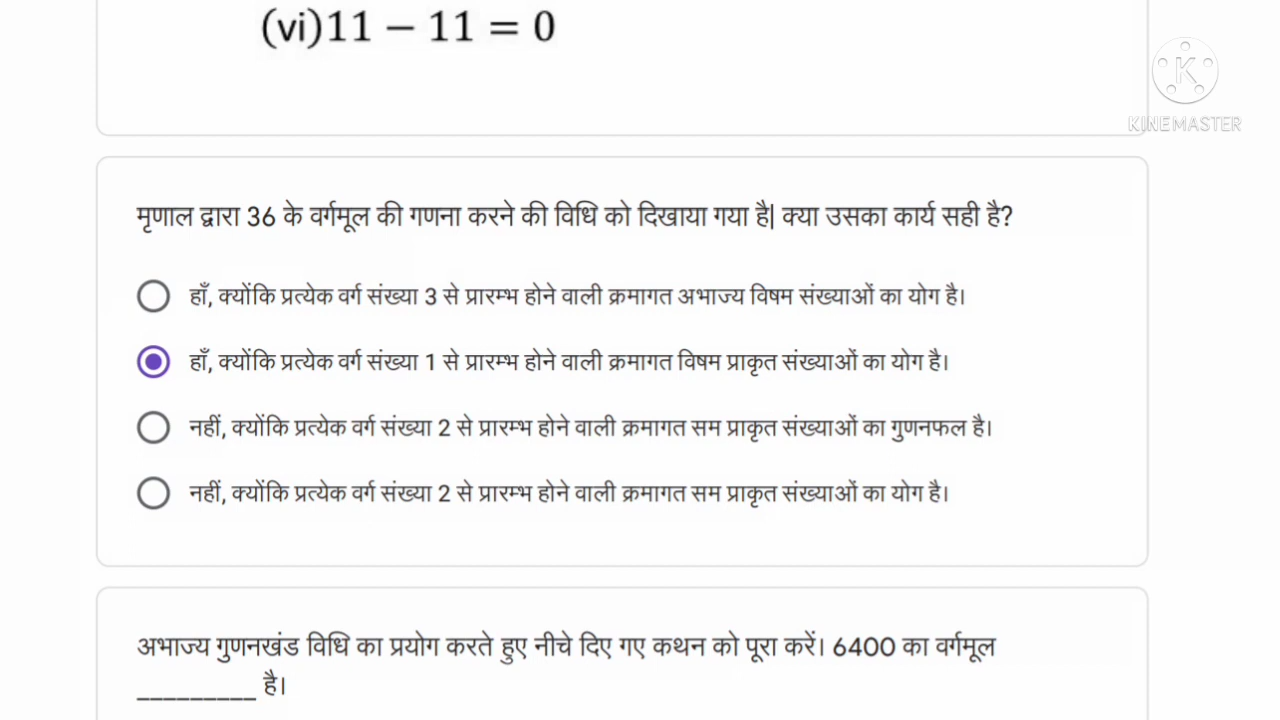 (vi)11 − 11 = 0
K
KINEMASTER
मृणाल द्वारा 36 के वर्गमूल की गणना करने की विधि को दिखाया गया है| क्या उसका कार्य सही है?
हाँ, क्योंकि प्रत्येक वर्ग संख्या 3 से प्रारम्भ होने वाली क्रमागत अभाज्य विषम संख्याओं का योग है।
हाँ, क्योंकि प्रत्येक वर्ग संख्या 1 से प्रारम्भ होने वाली क्रमागत विषम प्राकृत संख्याओं का योग है।
नहीं, क्योंकि प्रत्येक वर्ग संख्या 2 से प्रारम्भ होने वाली क्रमागत सम प्राकृत संख्याओं का गुणनफल है।
नहीं, क्योंकि प्रत्येक वर्ग संख्या 2 से प्रारम्भ होने वाली क्रमागत सम प्राकृत संख्याओं का योग है।
अभाज्य गुणनखंड विधि का प्रयोग करते हुए नीचे दिए गए कथन को पूरा करें। 6400 का वर्गमूल
_________ है।